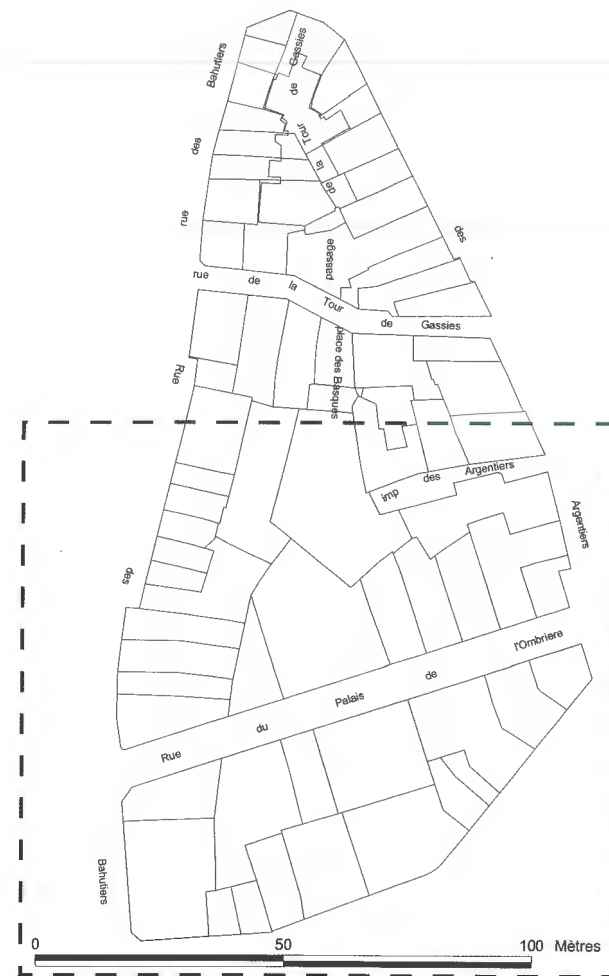 rue des Bahutiers
passage de la Tour de Gassies
des
rue de la Tour de Gassies
place des Basques
Rue des Bahutiers
imp des Argentiers
Argentiers
Rue du Palais de l'Ombriere
0 50 100 Mètres